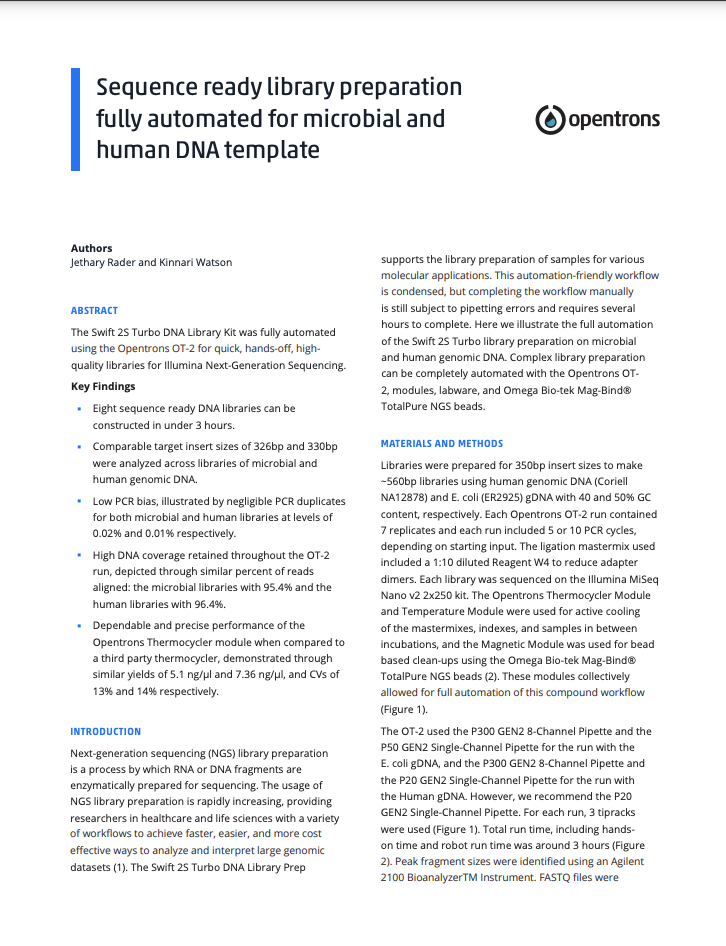 Sequence ready library preparation
fully automated for microbial and
human DNA template
opentrons
Authors
Jethary Rader and Kinnari Watson
ABSTRACT
The Swift 2S Turbo DNA Library Kit was fully automated
using the Opentrons OT-2 for quick, hands-off, high-
quality libraries for Illumina Next-Generation Sequencing.
Key Findings
▪ Eight sequence ready DNA libraries can be
constructed in under 3 hours.
▪ Comparable target insert sizes of 326bp and 330bp
were analyzed across libraries of microbial and
human genomic DNA.
▪ Low PCR bias, illustrated by negligible PCR duplicates
for both microbial and human libraries at levels of
0.02% and 0.01% respectively.
▪ High DNA coverage retained throughout the OT-2
run, depicted through similar percent of reads
aligned: the microbial libraries with 95.4% and the
human libraries with 96.4%.
▪ Dependable and precise performance of the
Opentrons Thermocycler module when compared to
a third party thermocycler, demonstrated through
similar yields of 5.1 ng/µl and 7.36 ng/µl, and CVs of
13% and 14% respectively.
INTRODUCTION
Next-generation sequencing (NGS) library preparation
is a process by which RNA or DNA fragments are
enzymatically prepared for sequencing. The usage of
NGS library preparation is rapidly increasing, providing
researchers in healthcare and life sciences with a variety
of workflows to achieve faster, easier, and more cost
effective ways to analyze and interpret large genomic
datasets (1). The Swift 2S Turbo DNA Library Prep
supports the library preparation of samples for various
molecular applications. This automation-friendly workflow
is condensed, but completing the workflow manually
is still subject to pipetting errors and requires several
hours to complete. Here we illustrate the full automation
of the Swift 2S Turbo library preparation on microbial
and human genomic DNA. Complex library preparation
can be completely automated with the Opentrons OT-
2, modules, labware, and Omega Bio-tek Mag-Bind®
TotalPure NGS beads.
MATERIALS AND METHODS
Libraries were prepared for 350bp insert sizes to make
~560bp libraries using human genomic DNA (Coriell
NA12878) and E. coli (ER2925) gDNA with 40 and 50% GC
content, respectively. Each Opentrons OT-2 run contained
7 replicates and each run included 5 or 10 PCR cycles,
depending on starting input. The ligation mastermix used
included a 1:10 diluted Reagent W4 to reduce adapter
dimers. Each library was sequenced on the Illumina MiSeq
Nano v2 2x250 kit. The Opentrons Thermocycler Module
and Temperature Module were used for active cooling
of the mastermixes, indexes, and samples in between
incubations, and the Magnetic Module was used for bead
based clean-ups using the Omega Bio-tek Mag-Bind®
TotalPure NGS beads (2). These modules collectively
allowed for full automation of this compound workflow
(Figure 1).
The OT-2 used the P300 GEN2 8-Channel Pipette and the
P50 GEN2 Single-Channel Pipette for the run with the
E. coli gDNA, and the P300 GEN2 8-Channel Pipette and
the P20 GEN2 Single-Channel Pipette for the run with
the Human gDNA. However, we recommend the P20
GEN2 Single-Channel Pipette. For each run, 3 tipracks
were used (Figure 1). Total run time, including hands-
on time and robot run time was around 3 hours (Figure
2). Peak fragment sizes were identified using an Agilent
2100 BioanalyzerTM Instrument. FASTQ files were